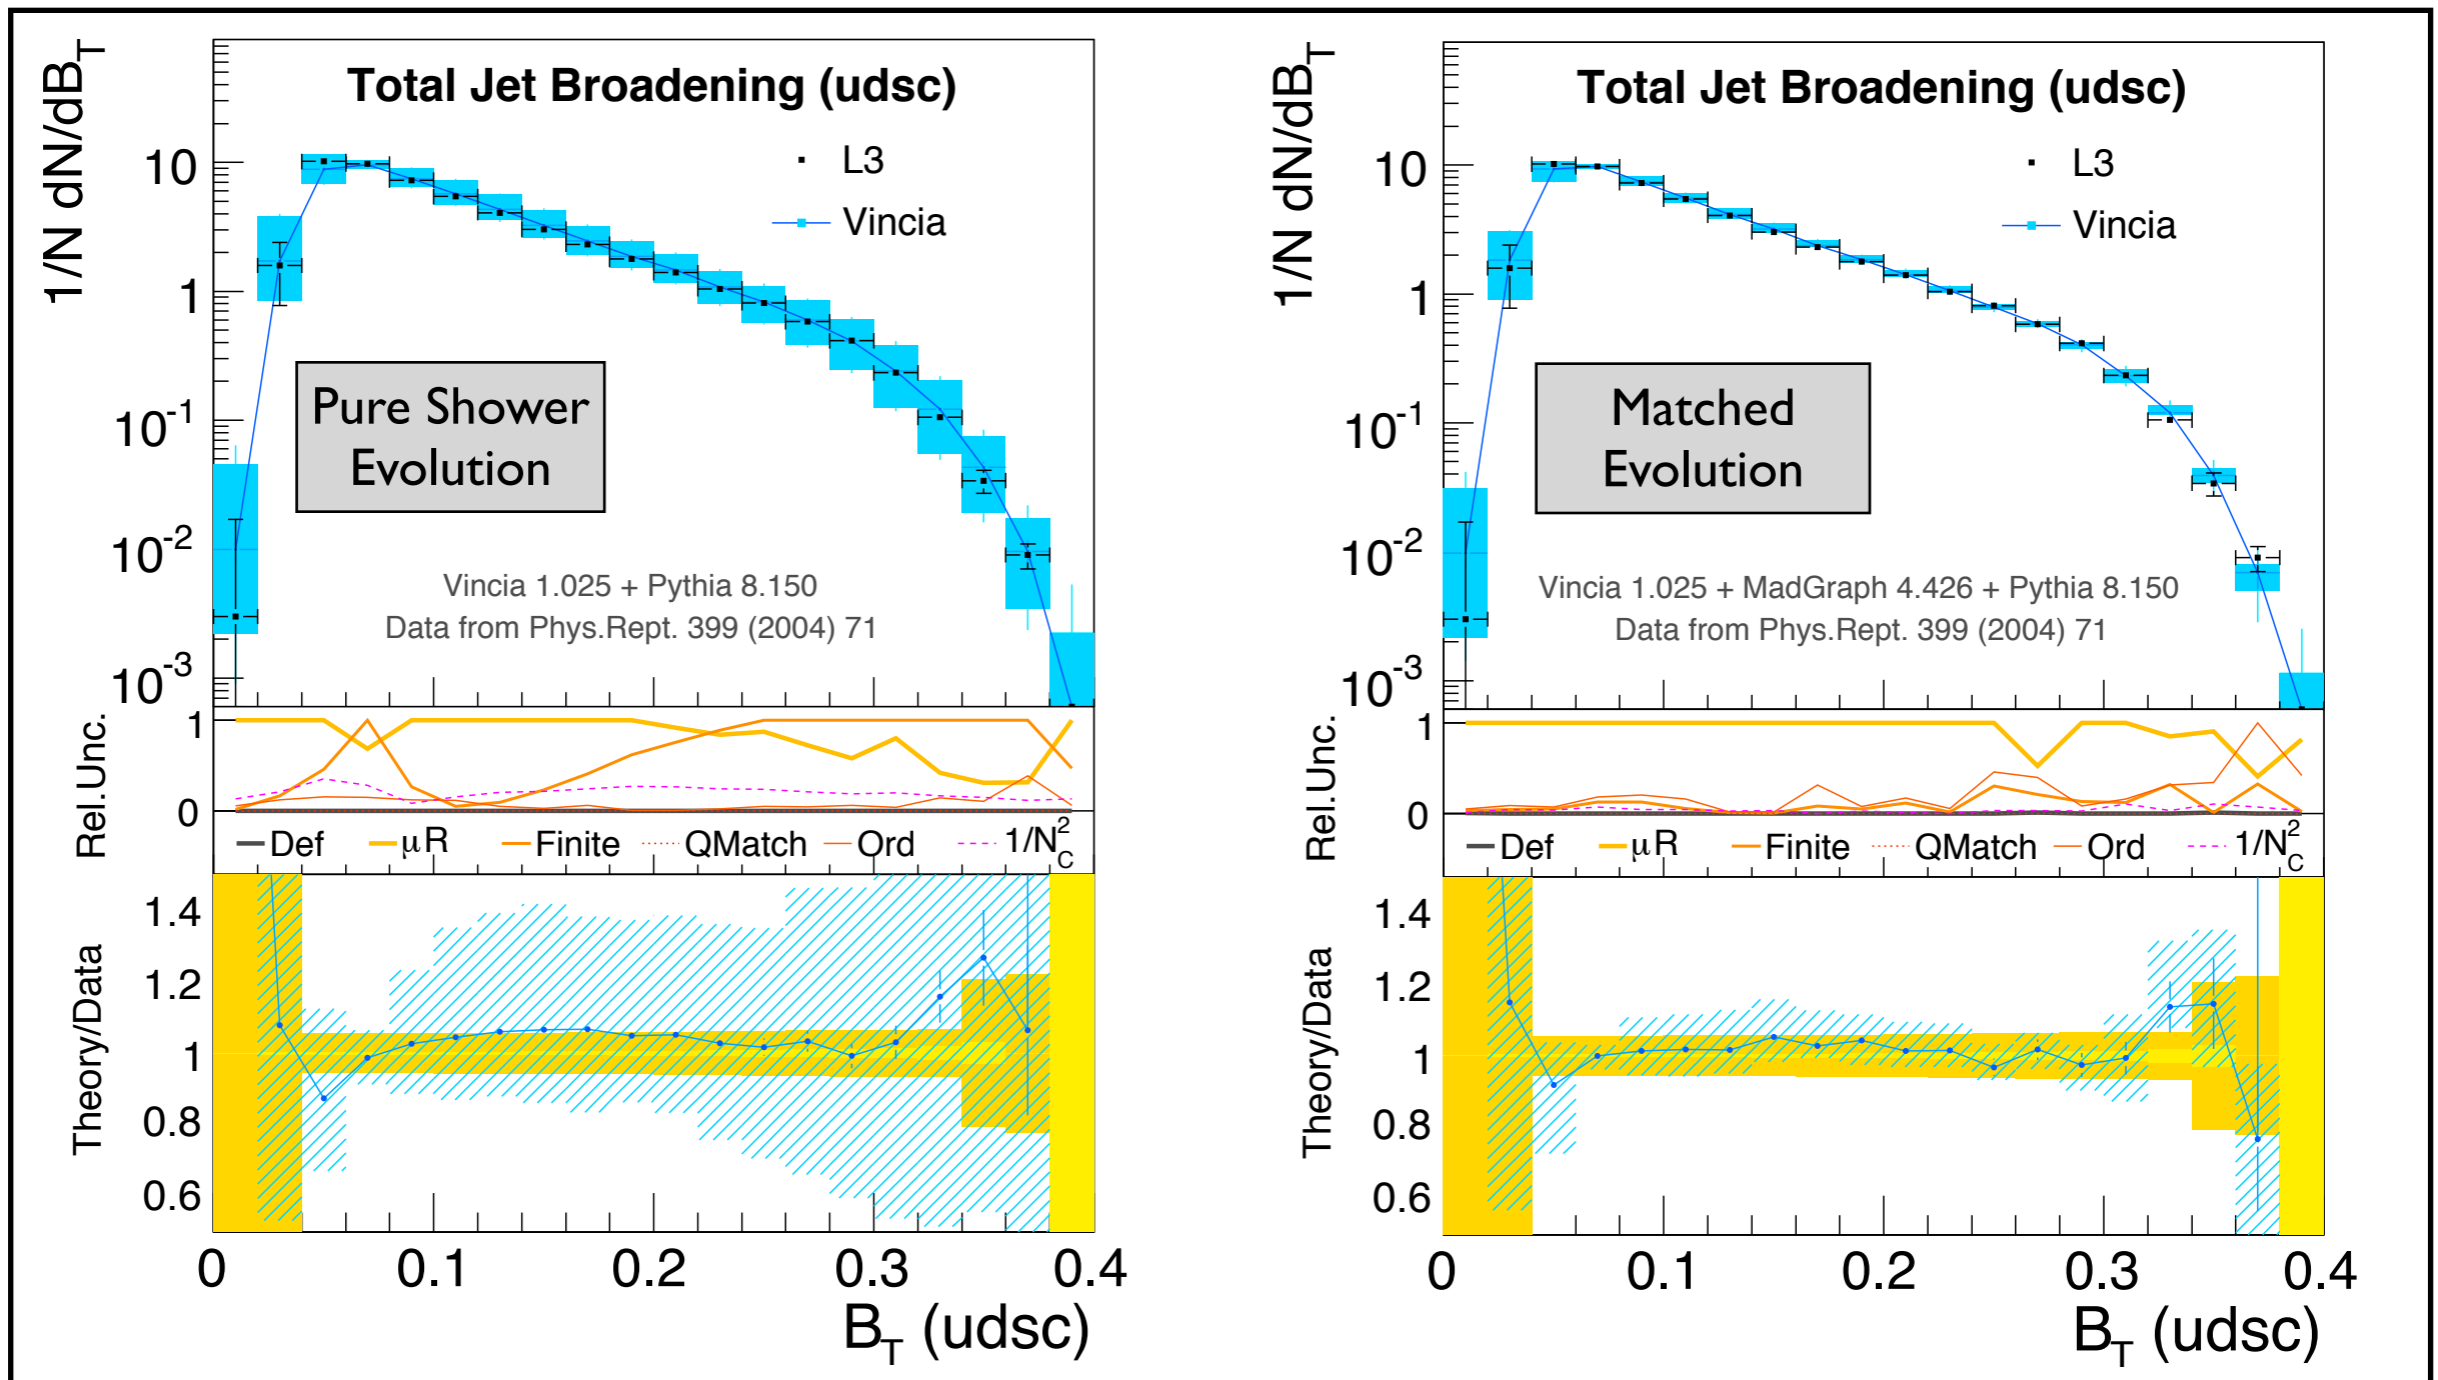 Total Jet Broadening (udsc)
1/N dN/dB_T
L3
Vincia
10
1
10^-1
10^-2
10^-3
Pure Shower
Evolution
Vincia 1.025 + Pythia 8.150
Data from Phys.Rept. 399 (2004) 71
Rel.Unc.
1
0
Def μR Finite QMatch Ord 1/N_C^2
Theory/Data
1.4
1.2
1
0.8
0.6
0 0.1 0.2 0.3 0.4
B_T (udsc)
Total Jet Broadening (udsc)
1/N dN/dB_T
L3
Vincia
10
1
10^-1
10^-2
10^-3
Matched
Evolution
Vincia 1.025 + MadGraph 4.426 + Pythia 8.150
Data from Phys.Rept. 399 (2004) 71
Rel.Unc.
1
0
Def μR Finite QMatch Ord 1/N_C^2
Theory/Data
1.4
1.2
1
0.8
0.6
0 0.1 0.2 0.3 0.4
B_T (udsc)